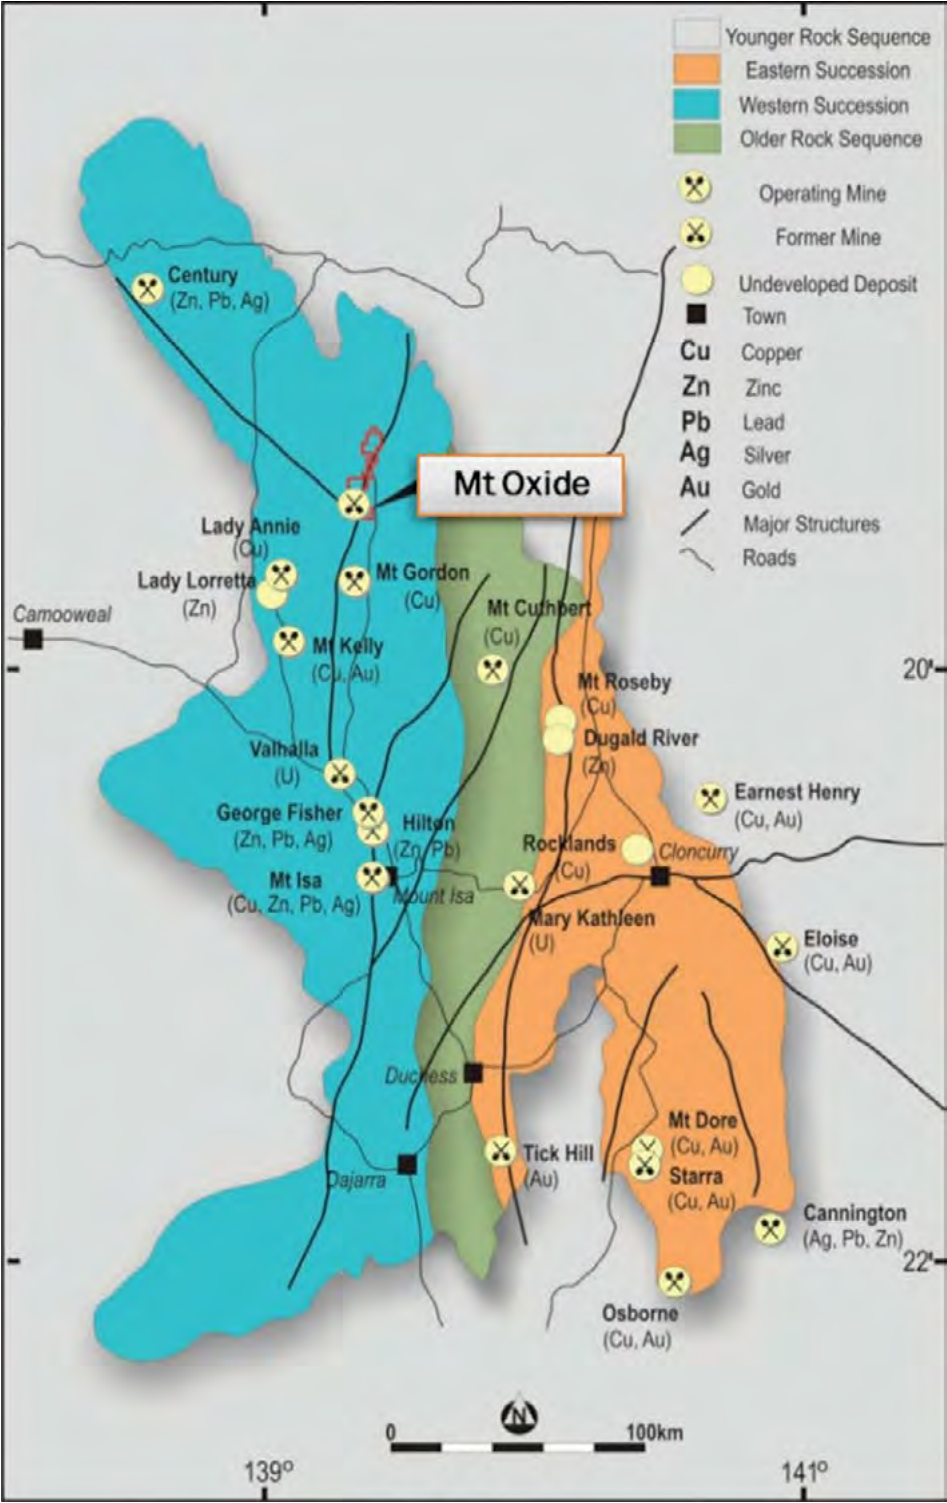 Younger Rock Sequence
Eastern Succession
Western Succession
Older Rock Sequence
Operating Mine
Former Mine
Undeveloped Deposit
Town
Cu Copper
Zn Zinc
Pb Lead
Ag Silver
Au Gold
Major Structures
Roads
Century
(Zn, Pb, Ag)
Mt Oxide
Lady Annie
(Cu)
Lady Lorretta
(Zn)
Mt Gordon
(Cu)
Mt Cuthbert
(Cu)
Camooweal
Mt Kelly
(Cu, Au)
20°
Mt Roseby
(Cu)
Dugald River
(Zn)
Valhalla
(U)
George Fisher
(Zn, Pb, Ag)
Hilton
(Zn, Pb)
Earnest Henry
(Cu, Au)
Rocklands
(Cu)
Cloncurry
Mt Isa
(Cu, Zn, Pb, Ag)
Mount Isa
Mary Kathleen
(U)
Eloise
(Cu, Au)
Duchess
Mt Dore
(Cu, Au)
Tick Hill
(Au)
Dajarra
Starra
(Cu, Au)
Cannington
(Ag, Pb, Zn)
22°
Osborne
(Cu, Au)
N
0 100km
139° 141°